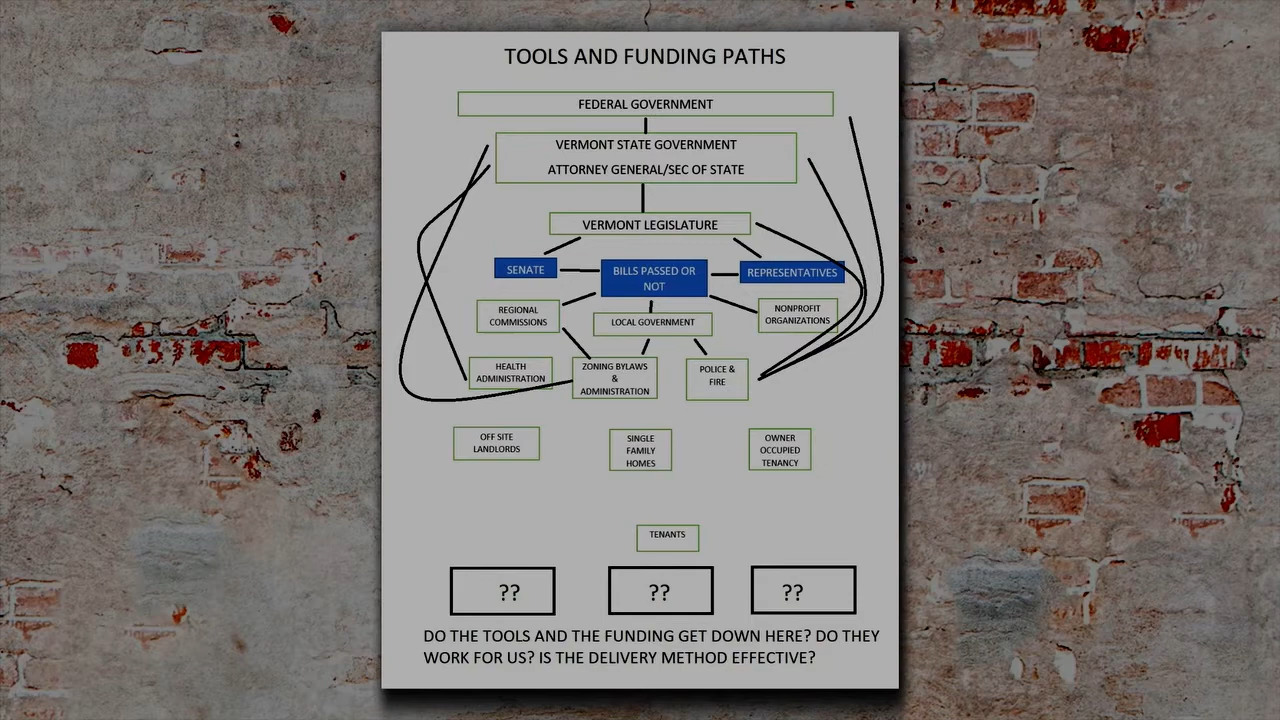 TOOLS AND FUNDING PATHS
FEDERAL GOVERNMENT
VERMONT STATE GOVERNMENT
ATTORNEY GENERAL/SEC OF STATE
VERMONT LEGISLATURE
SENATE
BILLS PASSED OR
NOT
REPRESENTATIVES
REGIONAL
COMMISSIONS
LOCAL GOVERNMENT
NONPROFIT
ORGANIZATIONS
HEALTH
ADMINISTRATION
ZONING BYLAWS
&
ADMINISTRATION
POLICE &
FIRE
OFF SITE
LANDLORDS
SINGLE
FAMILY
HOMES
OWNER
OCCUPIED
TENANCY
TENANTS
??
??
??
DO THE TOOLS AND THE FUNDING GET DOWN HERE? DO THEY
WORK FOR US? IS THE DELIVERY METHOD EFFECTIVE?